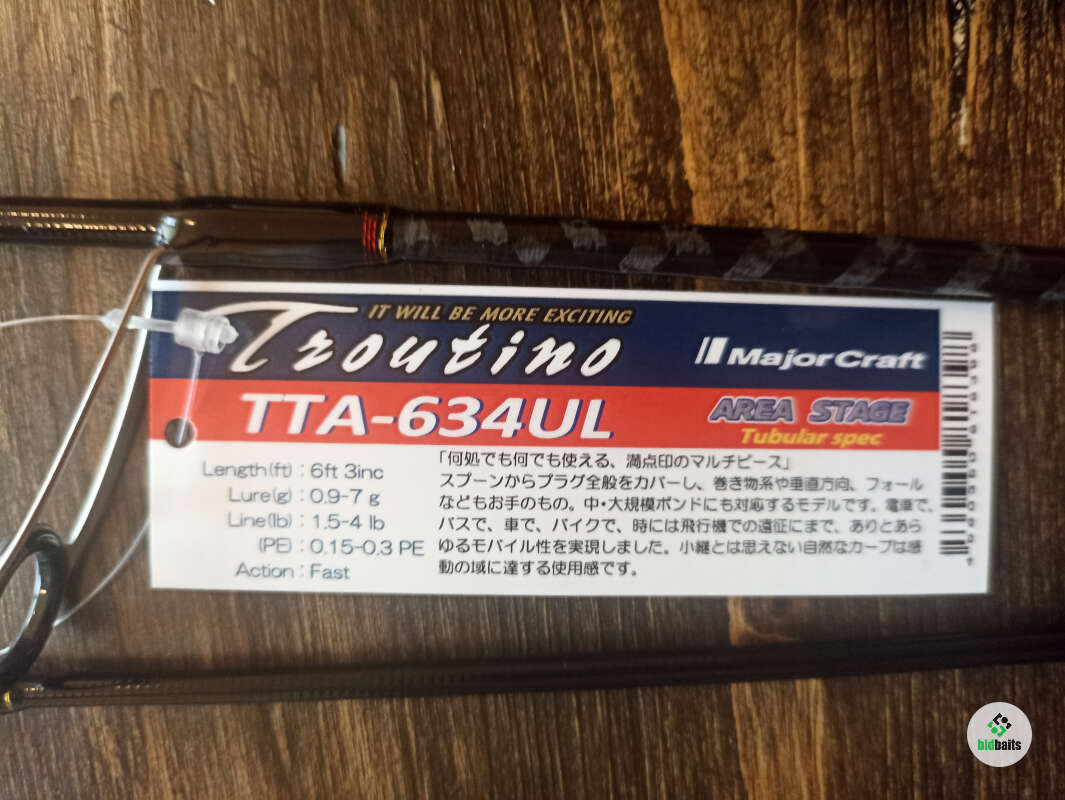 IT WILL BE MORE EXCITING
Troutino
MajorCraft
TTA-634UL
AREA STAGE
Tubular spec
Length(ft) : 6ft 3inc
Lure(g) : 0.9-7 g
Line(lb) : 1.5-4 lb
(PE) : 0.15-0.3 PE
Action : Fast
「何処でも何でも使える、満点印のマルチピース」
スプーンからプラグ全般をカバーし、巻き物系や垂直方向、フォール
などもお手のもの。中・大規模ポンドにも対応するモデルです。電車で、
バスで、車で、バイクで、時には飛行機での遠征にまで、ありとあら
ゆるモバイル性を実現しました。小継とは思えない自然なカーブは感
動の域に達する使用感です。
bidbaits